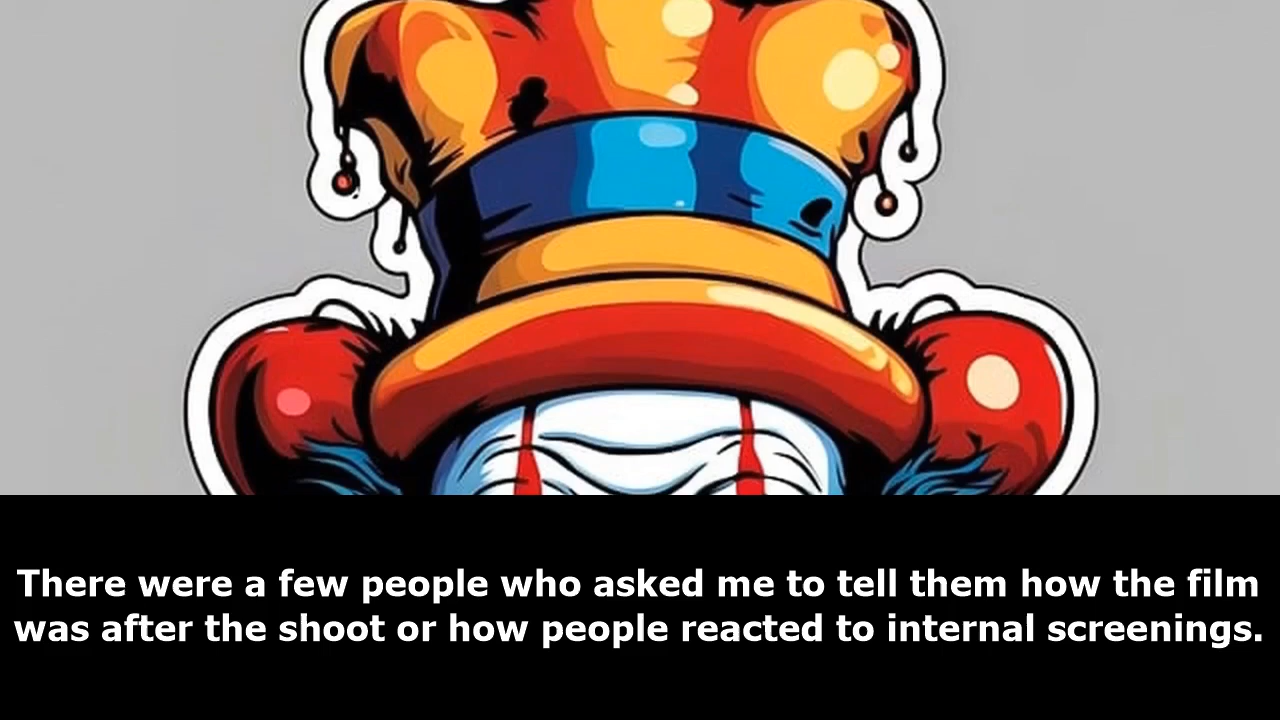 There were a few people who asked me to tell them how the film
was after the shoot or how people reacted to internal screenings.